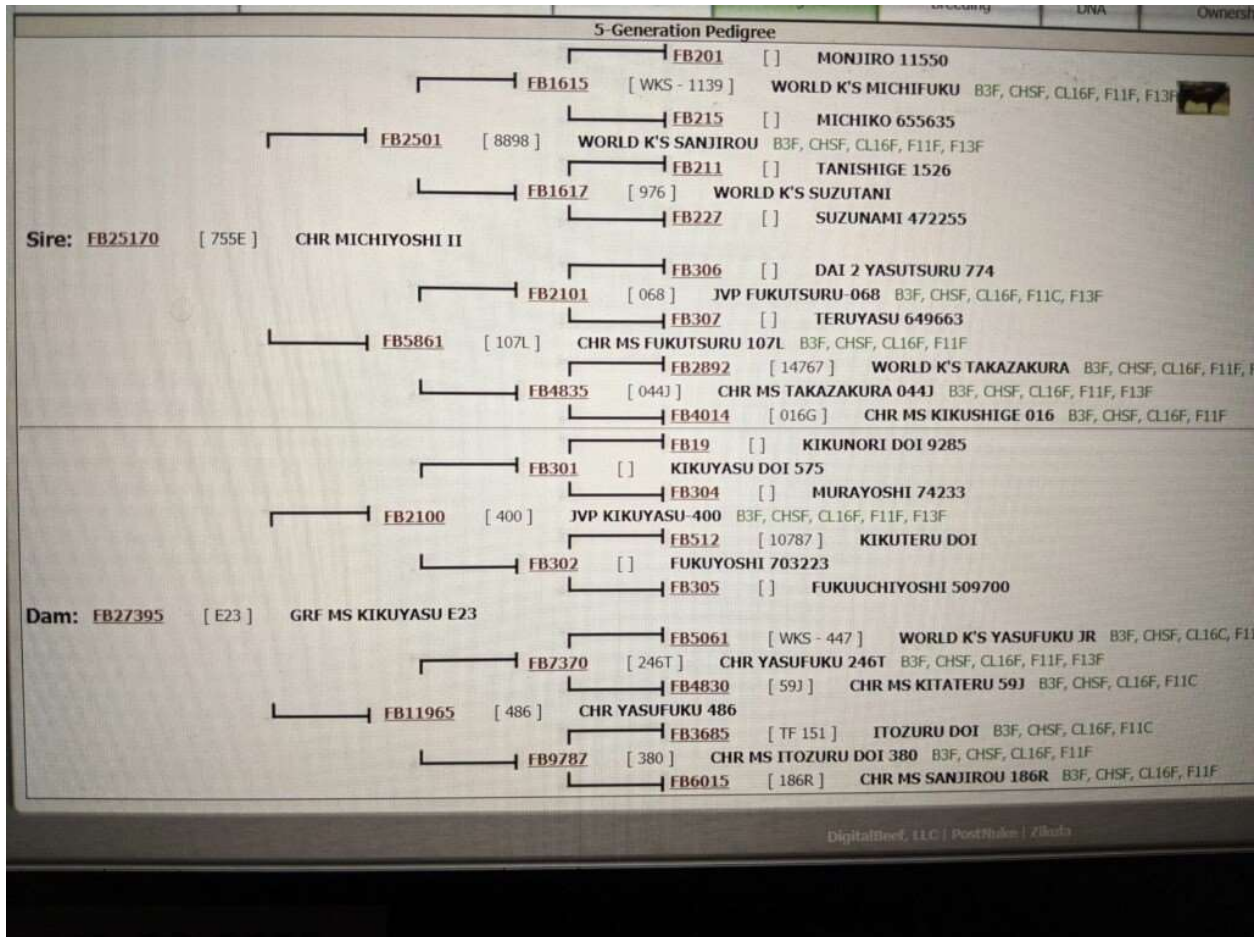 DNA
5-Generation Pedigree
FB201 [ ] MONJIRO 11550
FB1615 [ WKS - 1139 ] WORLD K'S MICHIFUKU B3F, CHSF, CL16F, F11F, F13F
FB215 [ ] MICHIKO 655635
FB2501 [ 8898 ] WORLD K'S SANJIROU B3F, CHSF, CL16F, F11F, F13F
FB211 [ ] TANISHIGE 1526
FB1617 [ 976 ] WORLD K'S SUZUTANI
FB227 [ ] SUZUNAMI 472255
Sire: FB25170 [ 755E ] CHR MICHIYOSHI II
FB306 [ ] DAI 2 YASUTSURU 774
FB2101 [ 068 ] JVP FUKUTSURU-068 B3F, CHSF, CL16F, F11C, F13F
FB307 [ ] TERUYASU 649663
FB5861 [ 107L ] CHR MS FUKUTSURU 107L B3F, CHSF, CL16F, F11F
FB2892 [ 14767 ] WORLD K'S TAKAZAKURA B3F, CHSF, CL16F, F11F,
FB4835 [ 044J ] CHR MS TAKAZAKURA 044J B3F, CHSF, CL16F, F11F, F13F
FB4014 [ 016G ] CHR MS KIKUSHIGE 016 B3F, CHSF, CL16F, F11F
FB19 [ ] KIKUNORI DOI 9285
FB301 [ ] KIKUYASU DOI 575
FB304 [ ] MURAYOSHI 74233
FB2100 [ 400 ] JVP KIKUYASU-400 B3F, CHSF, CL16F, F11F, F13F
FB512 [ 10787 ] KIKUTERU DOI
FB302 [ ] FUKUYOSHI 703223
FB305 [ ] FUKUUCHIYOSHI 509700
Dam: FB27395 [ E23 ] GRF MS KIKUYASU E23
FB5061 [ WKS - 447 ] WORLD K'S YASUFUKU JR B3F, CHSF, CL16C,
FB7370 [ 246T ] CHR YASUFUKU 246T B3F, CHSF, CL16F, F11F, F13F
FB4830 [ 59J ] CHR MS KITATERU 59J B3F, CHSF, CL16F, F11C
FB11965 [ 486 ] CHR YASUFUKU 486
FB3685 [ TF 151 ] ITOZURU DOI B3F, CHSF, CL16F, F11C
FB9787 [ 380 ] CHR MS ITOZURU DOI 380 B3F, CHSF, CL16F, F11F
FB6015 [ 186R ] CHR MS SANJIROU 186R B3F, CHSF, CL16F, F11F
DigitalBeef, LLC | PostNuke | Zikula